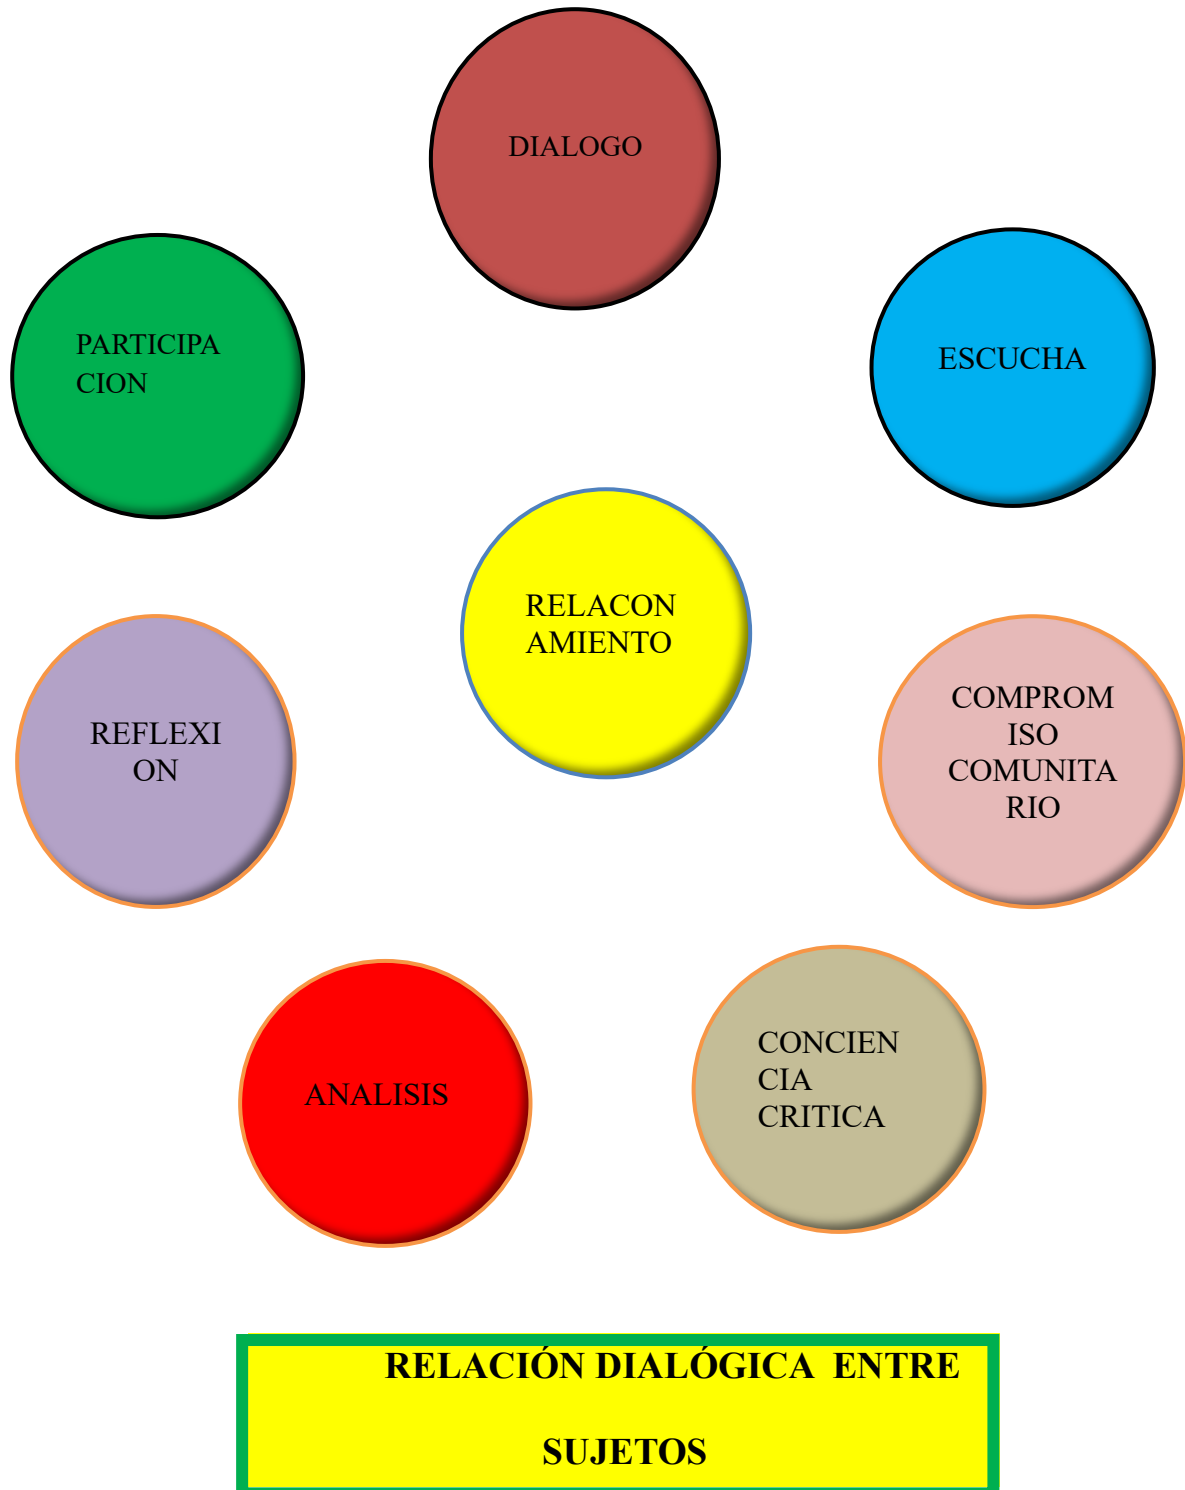 DIALOGO
PARTICIPA
CION
ESCUCHA
RELACON
AMIENTO
REFLEXI
ON
COMPROM
ISO
COMUNITA
RIO
ANALISIS
CONCIEN
CIA
CRITICA
RELACIÓN DIALÓGICA  ENTRE
SUJETOS